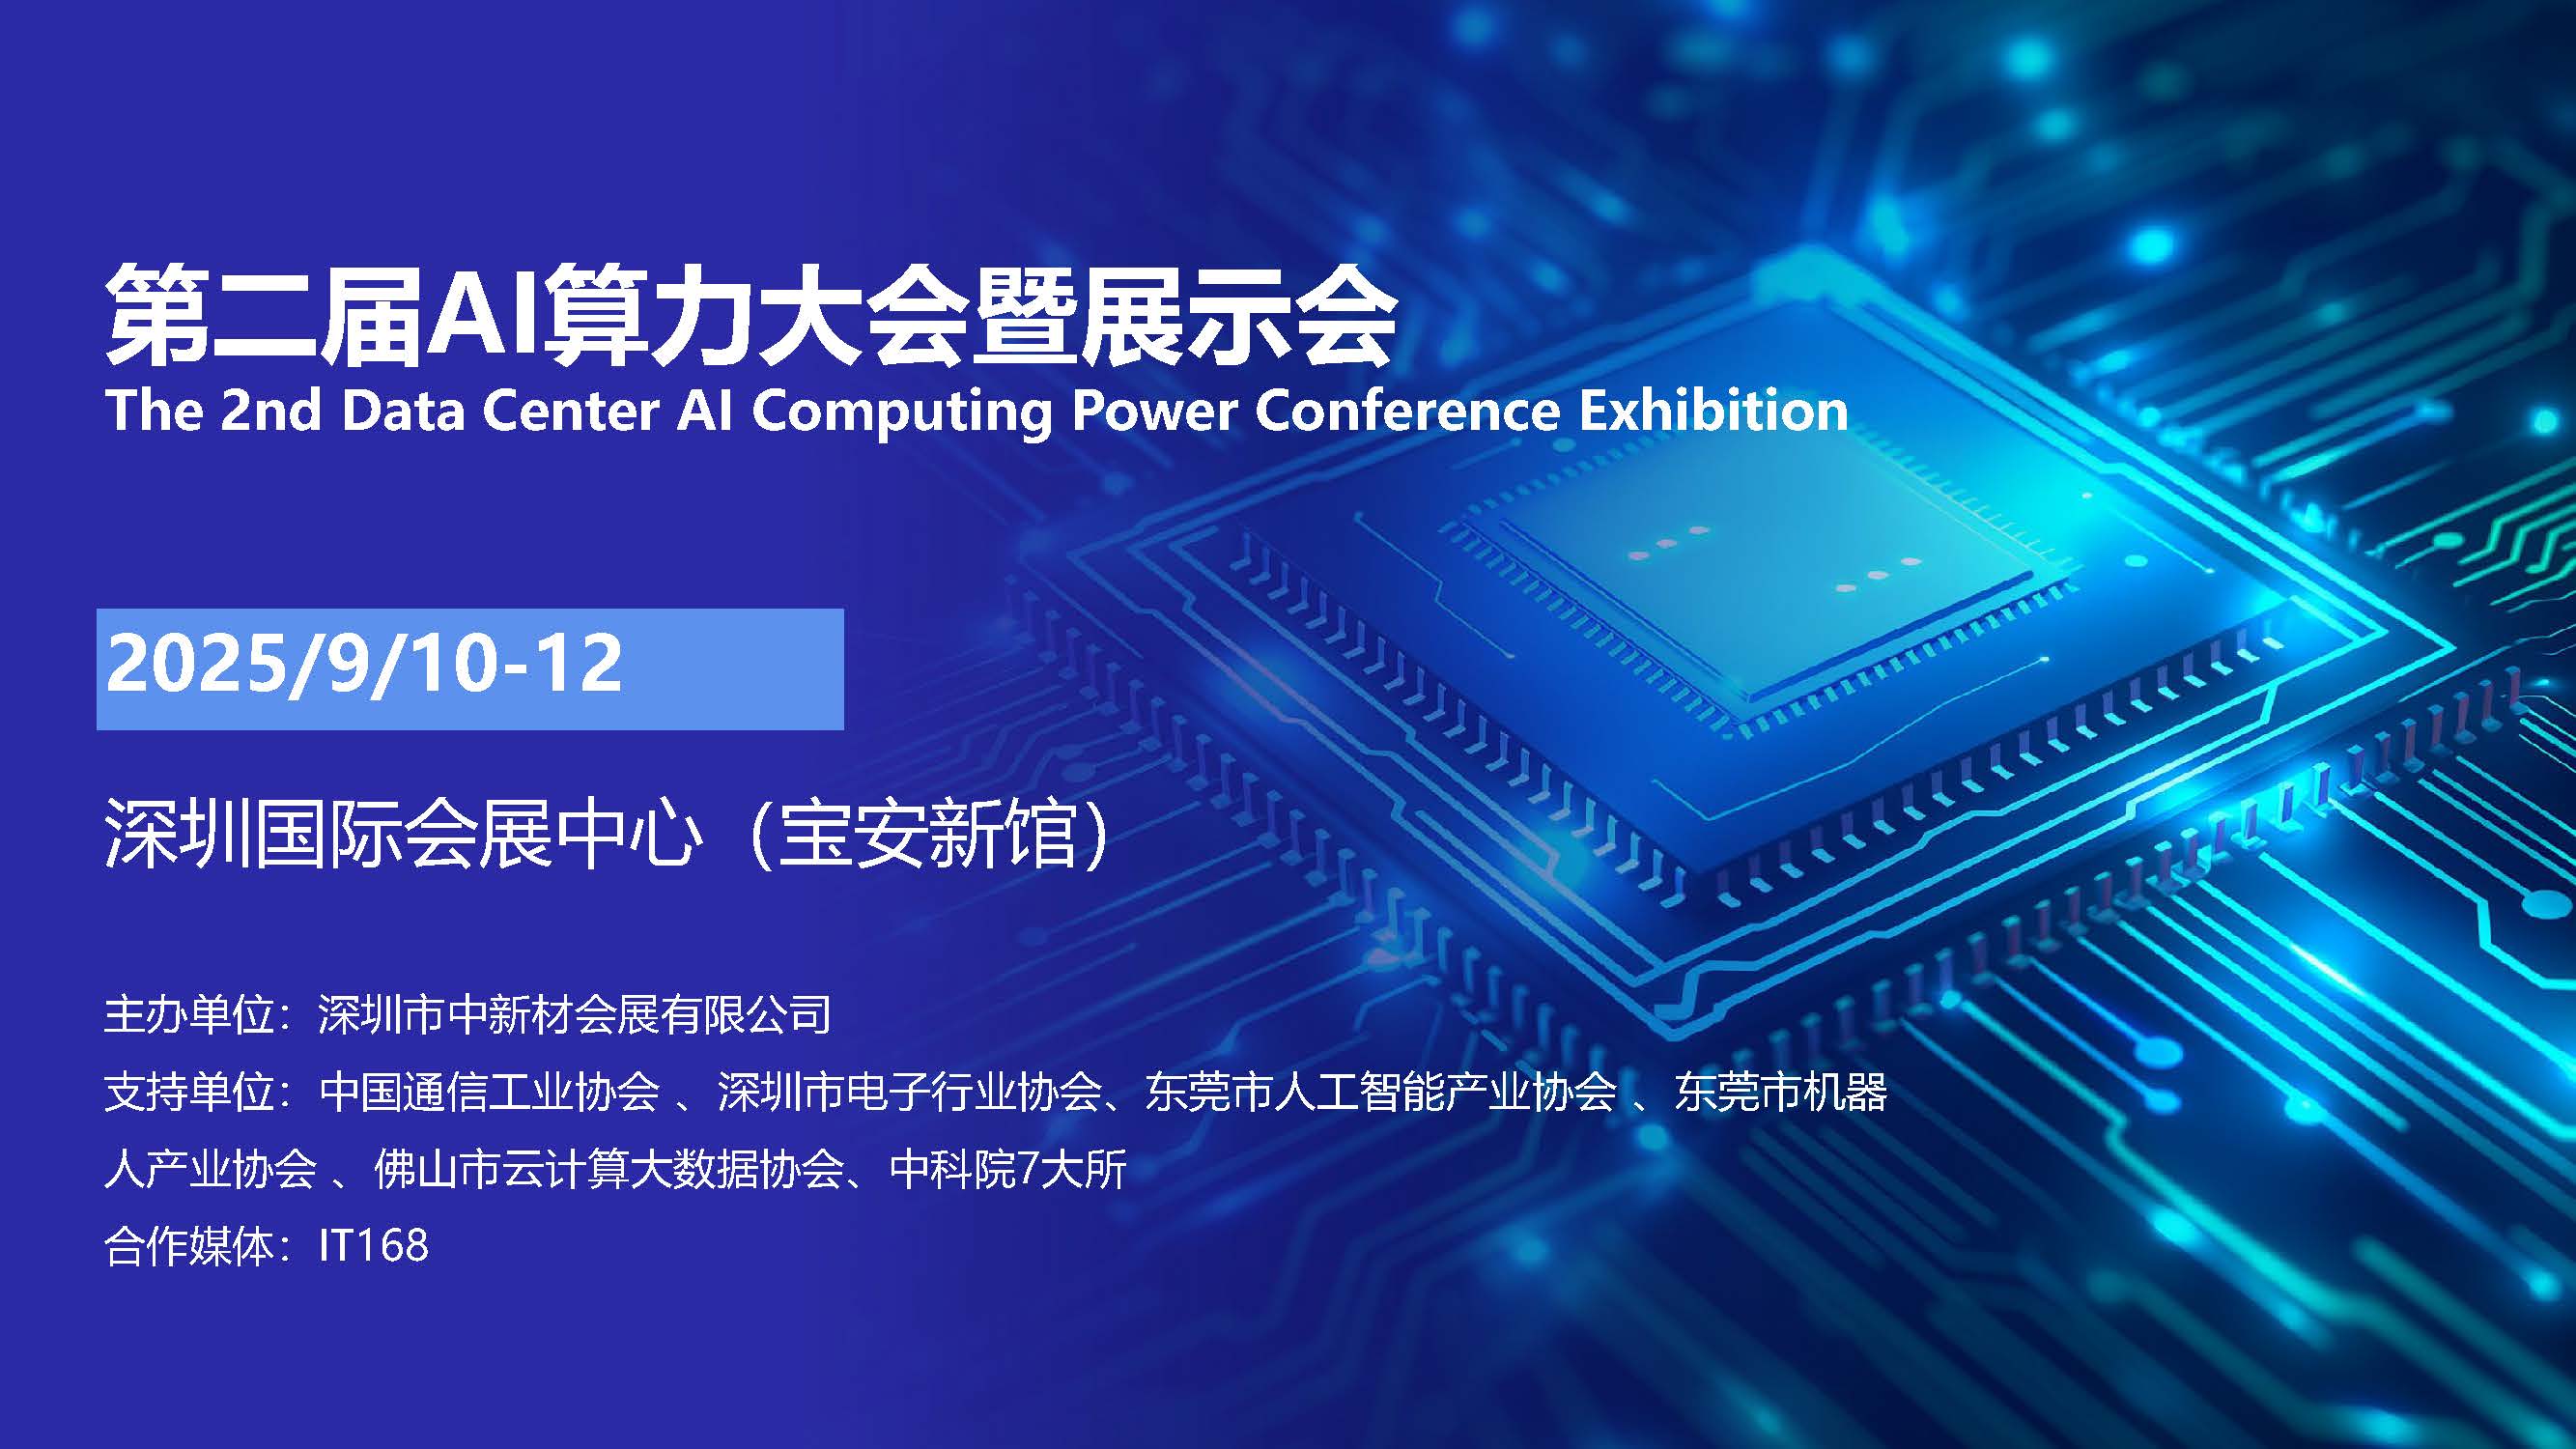 第二届AI算力大会暨展示会
The 2nd Data Center AI Computing Power Conference Exhibition
2025/9/10-12
深圳国际会展中心（宝安新馆）
主办单位：深圳市中新材会展有限公司
支持单位：中国通信工业协会 、深圳市电子行业协会、东莞市人工智能产业协会 、东莞市机器
人产业协会 、佛山市云计算大数据协会、中科院7大所
合作媒体：IT168